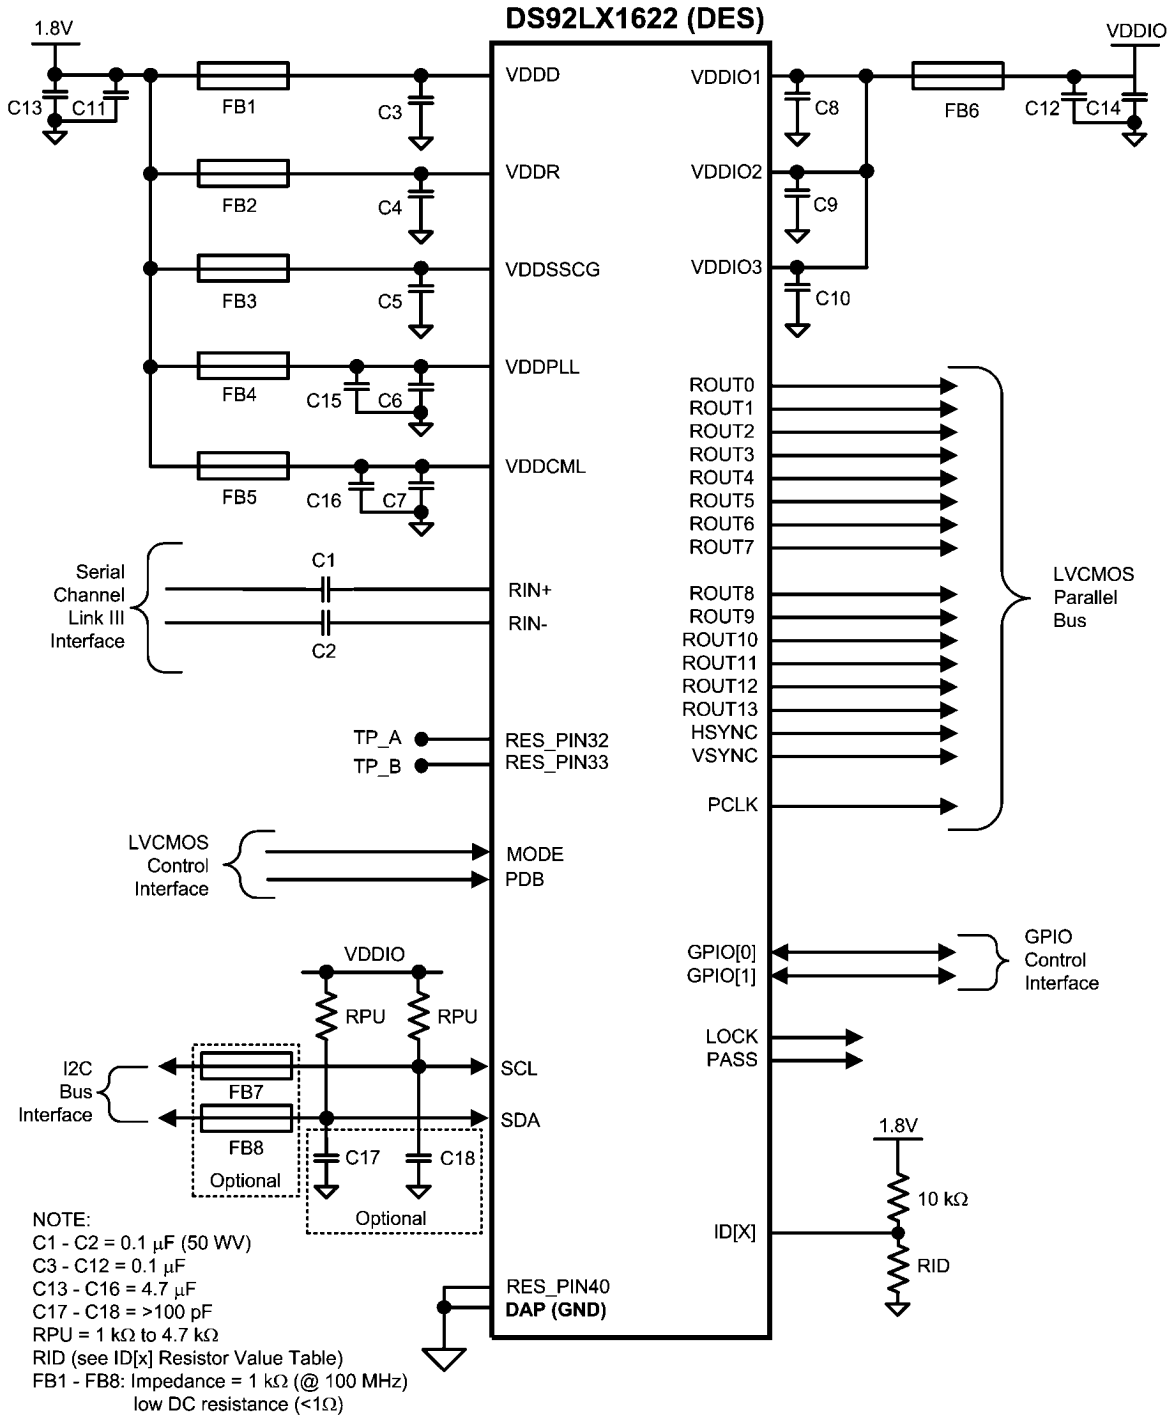 DS92LX1622 (DES)
1.8V
VDDIO
C13
C11
FB1
C3
VDDD
VDDIO1
C8
FB6
C12
C14
FB2
C4
VDDR
VDDIO2
C9
FB3
C5
VDDSSCG
VDDIO3
C10
FB4
C15
C6
VDDPLL
FB5
C16
C7
VDDCML
ROUT0
ROUT1
ROUT2
ROUT3
ROUT4
ROUT5
ROUT6
ROUT7
ROUT8
ROUT9
ROUT10
ROUT11
ROUT12
ROUT13
HSYNC
VSYNC
PCLK
LVCMOS
Parallel
Bus
Serial
Channel
Link III
Interface
C1
C2
RIN+
RIN-
TP_A
TP_B
RES_PIN32
RES_PIN33
LVCMOS
Control
Interface
MODE
PDB
GPIO[0]
GPIO[1]
GPIO
Control
Interface
LOCK
PASS
VDDIO
RPU
RPU
I2C
Bus
Interface
FB7
FB8
Optional
SCL
SDA
C17
C18
Optional
1.8V
10 kΩ
ID[X]
RID
RES_PIN40
DAP (GND)
NOTE:
C1 - C2 = 0.1 μF (50 WV)
C3 - C12 = 0.1 μF
C13 - C16 = 4.7 μF
C17 - C18 = >100 pF
RPU = 1 kΩ to 4.7 kΩ
RID (see ID[x] Resistor Value Table)
FB1 - FB8: Impedance = 1 kΩ (@ 100 MHz)
low DC resistance (<1Ω)